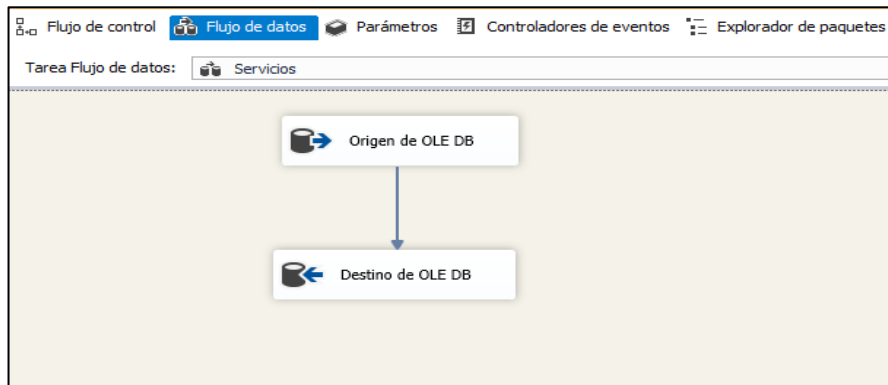 Flujo de control Flujo de datos Parámetros Controladores de eventos Explorador de paquetes
Tarea Flujo de datos: Servicios
Origen de OLE DB
Destino de OLE DB